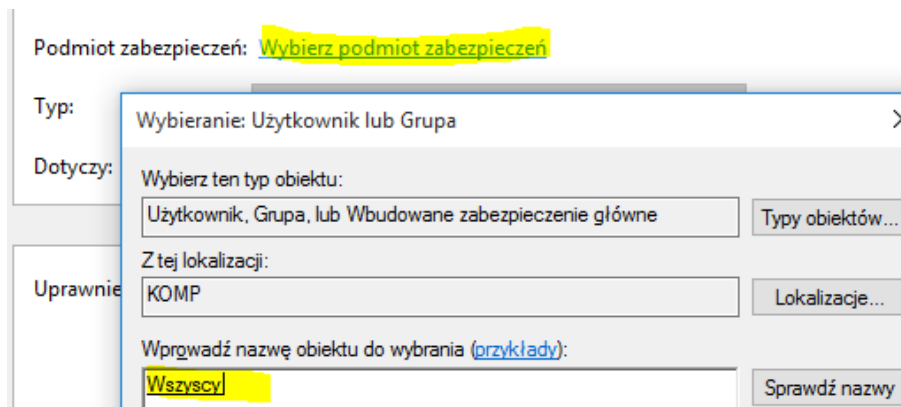 Podmiot zabezpieczeń: Wybierz podmiot zabezpieczeń
Typ:
Wybieranie: Użytkownik lub Grupa
Dotyczy:
Wybierz ten typ obiektu:
Użytkownik, Grupa, lub Wbudowane zabezpieczenie główne
Typy obiektów...
Z tej lokalizacji:
Uprawnie
KOMP
Lokalizacje...
Wprowadź nazwę obiektu do wybrania (przykłady):
Wszyscy
Sprawdź nazwy